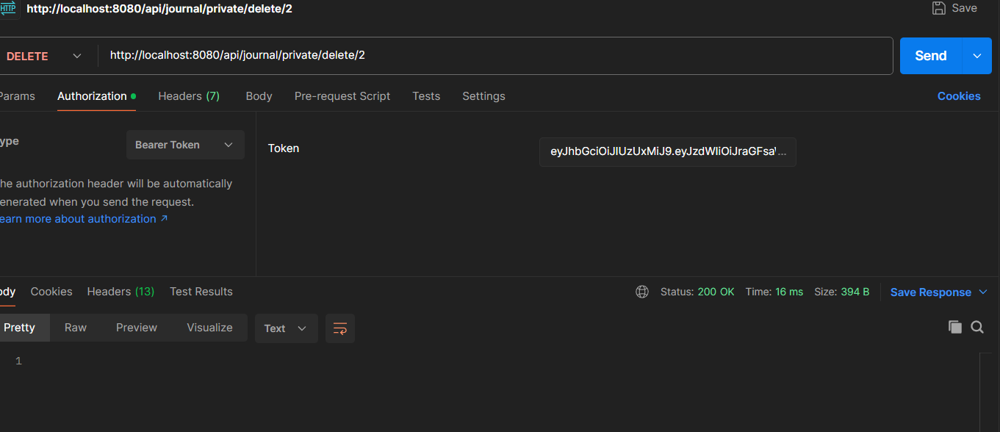 HTTP http://localhost:8080/api/journal/private/delete/2 Save
DELETE http://localhost:8080/api/journal/private/delete/2 Send
Params Authorization Headers (7) Body Pre-request Script Tests Settings Cookies
ype Bearer Token Token eyJhbGciOiJIUzUxMiJ9.eyJzdWIiOiJraGFsa...
he authorization header will be automatically
enerated when you send the request.
earn more about authorization ↗
ody Cookies Headers (13) Test Results Status: 200 OK Time: 16 ms Size: 394 B Save Response
Pretty Raw Preview Visualize Text
1